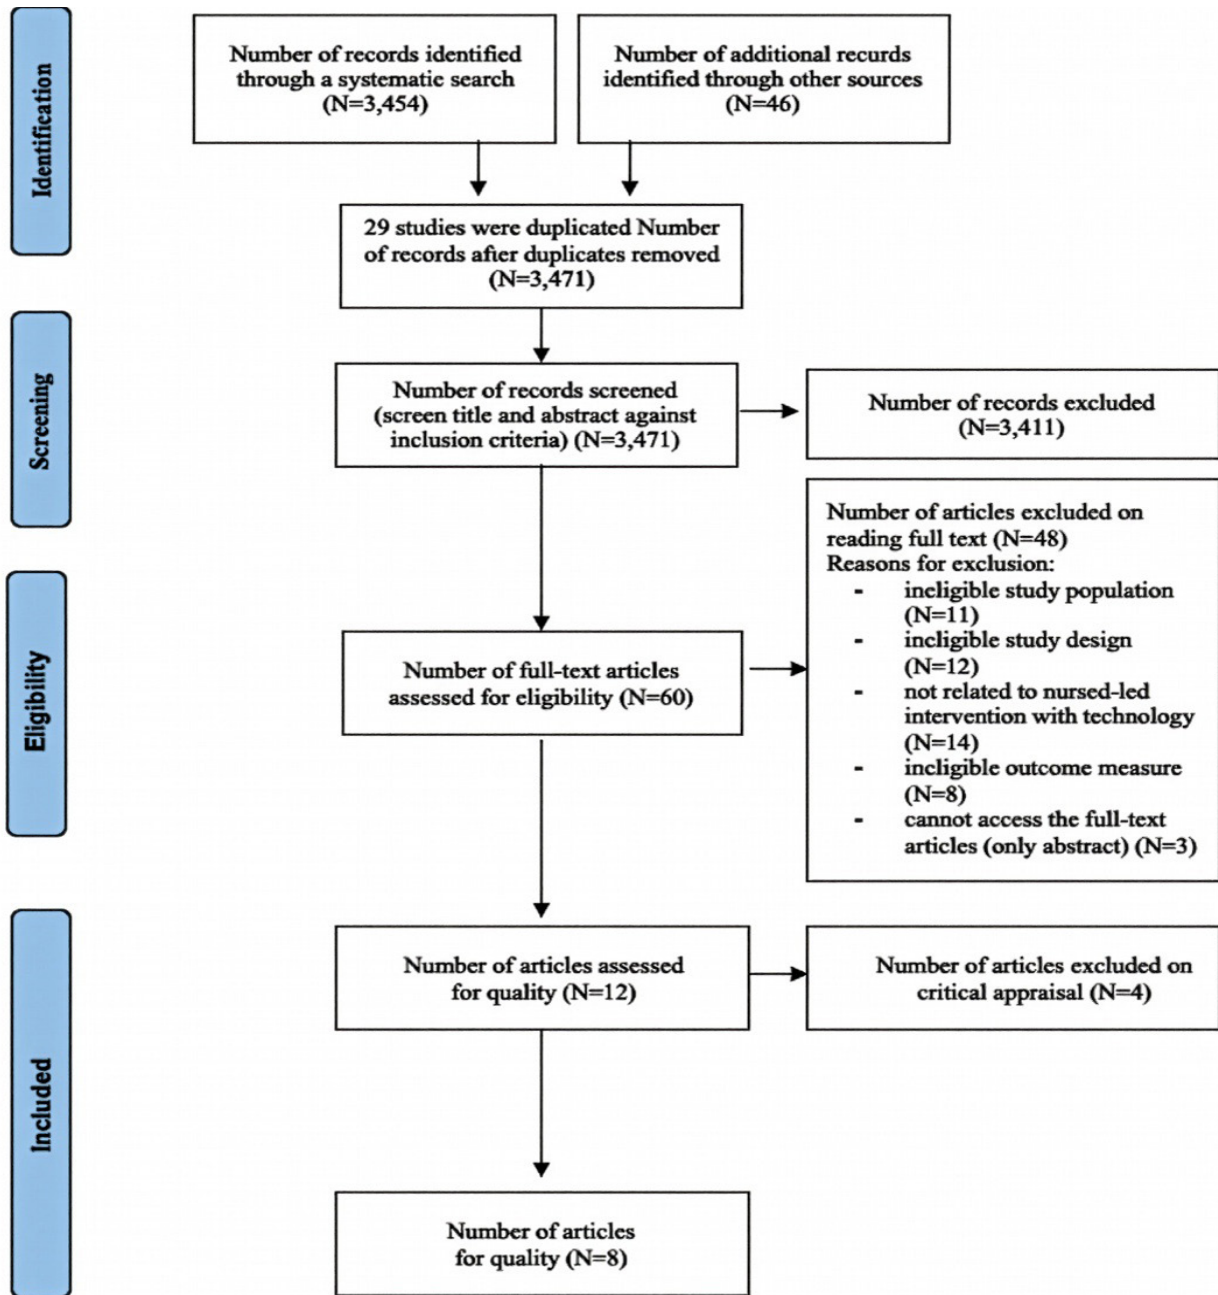 Identification
Number of records identified
through a systematic search
(N=3,454)
Number of additional recurds
identified through other sources
(N=46)
29 studies were duplicated Number
of records after duplicates removed
(N=3,471)
Screening
Number of records screened
(screen title and abstract against
inclusion criteria) (N=3,471)
Number of records excluded
(N=3,411)
Eligibility
Number of full-text articles
assessed for eligibility (N=60)
Number of articles excluded on
reading full text (N=48)
Reasons for exclusion:
- ineligible study population
(N=11)
- incligible study design
(N=12)
- not related to nursed-led
intervention with technology
(N=14)
- incligible outcome measure
(N=8)
- cannot access the full-text
articles (only abstract) (N=3)
Included
Number of articles assessed
for quality (N=12)
Number of articles excluded on
critical appraisal (N=4)
Number of articles
for quality (N=8)